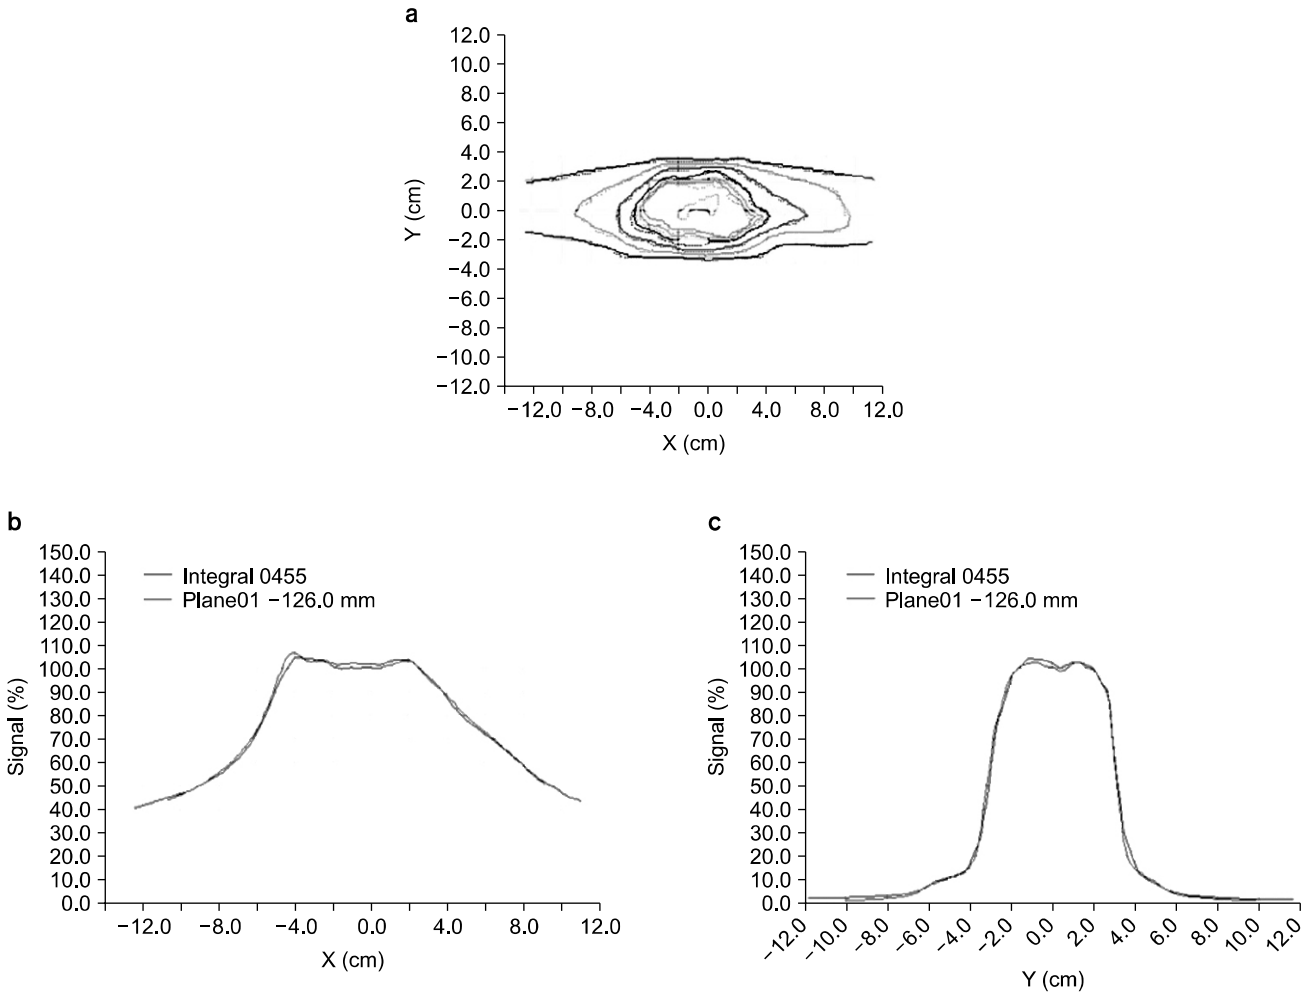 a
12.0
10.0
8.0
6.0
4.0
2.0
0.0
−2.0
−4.0
−6.0
−8.0
−10.0
−12.0
Y (cm)
−12.0 −8.0 −4.0 0.0 4.0 8.0 12.0
X (cm)
b
150.0
140.0
130.0
120.0
110.0
100.0
90.0
80.0
70.0
60.0
50.0
40.0
30.0
20.0
10.0
0.0
Signal (%)
Integral 0455
Plane01 −126.0 mm
−12.0 −8.0 −4.0 0.0 4.0 8.0 12.0
X (cm)
c
150.0
140.0
130.0
120.0
110.0
100.0
90.0
80.0
70.0
60.0
50.0
40.0
30.0
20.0
10.0
0.0
Signal (%)
Integral 0455
Plane01 −126.0 mm
−12.0 −10.0 −8.0 −6.0 −4.0 −2.0 0.0 2.0 4.0 6.0 8.0 10.0 12.0
Y (cm)